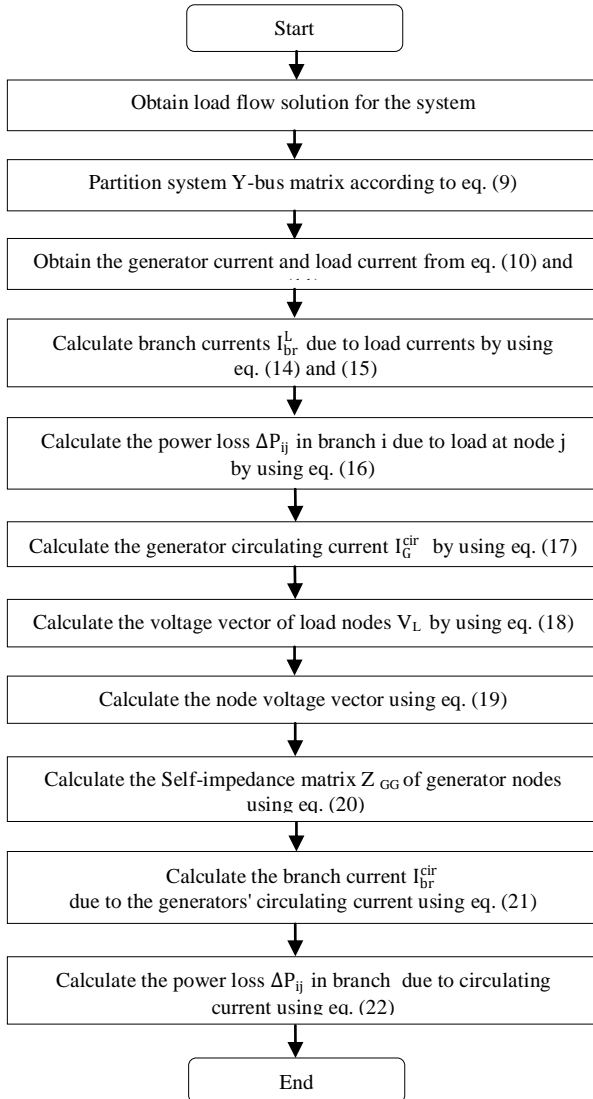 Start
Obtain load flow solution for the system
Partition system Y-bus matrix according to eq. (9)
Obtain the generator current and load current from eq. (10) and
Calculate branch currents I_br^L due to load currents by using
eq. (14) and (15)
Calculate the power loss ΔP_ij in branch i due to load at node j
by using eq. (16)
Calculate the generator circulating current I_G^cir by using eq. (17)
Calculate the voltage vector of load nodes V_L by using eq. (18)
Calculate the node voltage vector using eq. (19)
Calculate the Self-impedance matrix Z_GG of generator nodes
using eq. (20)
Calculate the branch current I_br^cir
due to the generators' circulating current using eq. (21)
Calculate the power loss ΔP_ij in branch due to circulating
current using eq. (22)
End